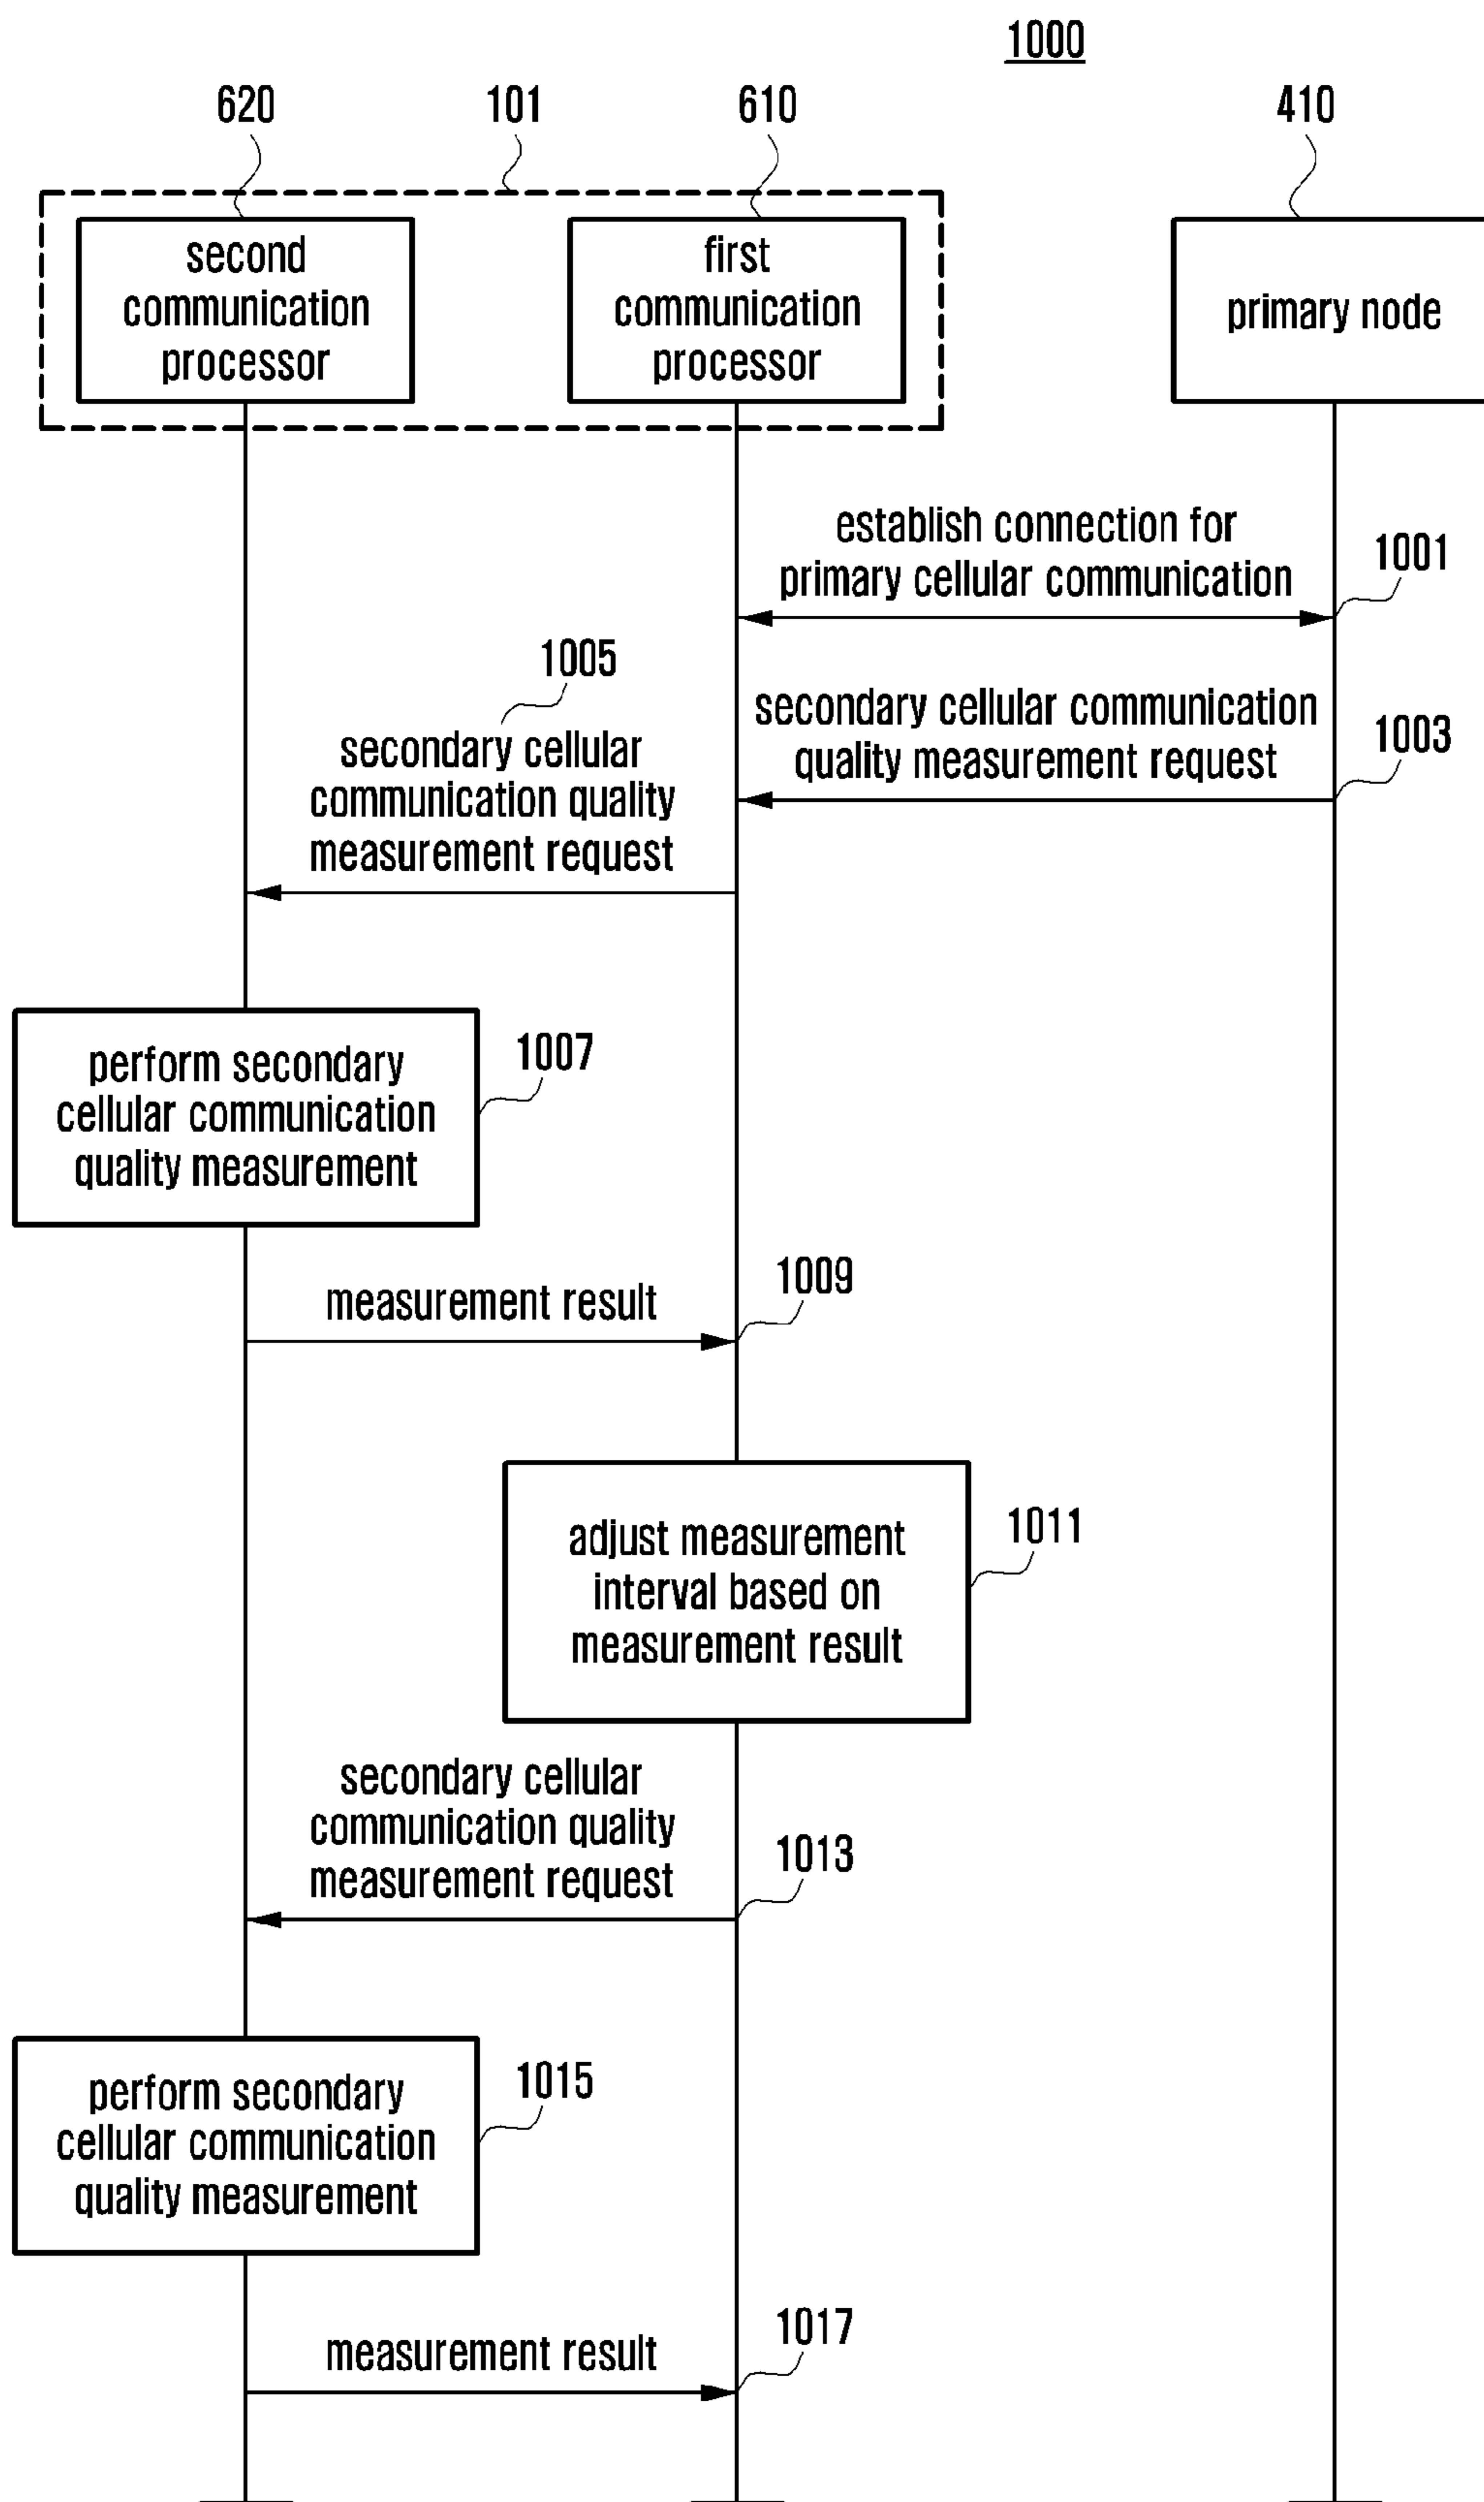 1000
620
101
610
410
second
communication
processor
first
communication
processor
primary node
establish connection for
primary cellular communication
1001
1005
secondary cellular communication
quality measurement request
1003
secondary cellular
communication quality
measurement request
perform secondary
cellular communication
quality measurement
1007
measurement result
1009
adjust measurement
interval based on
measurement result
1011
secondary cellular
communication quality
measurement request
1013
perform secondary
cellular communication
quality measurement
1015
measurement result
1017